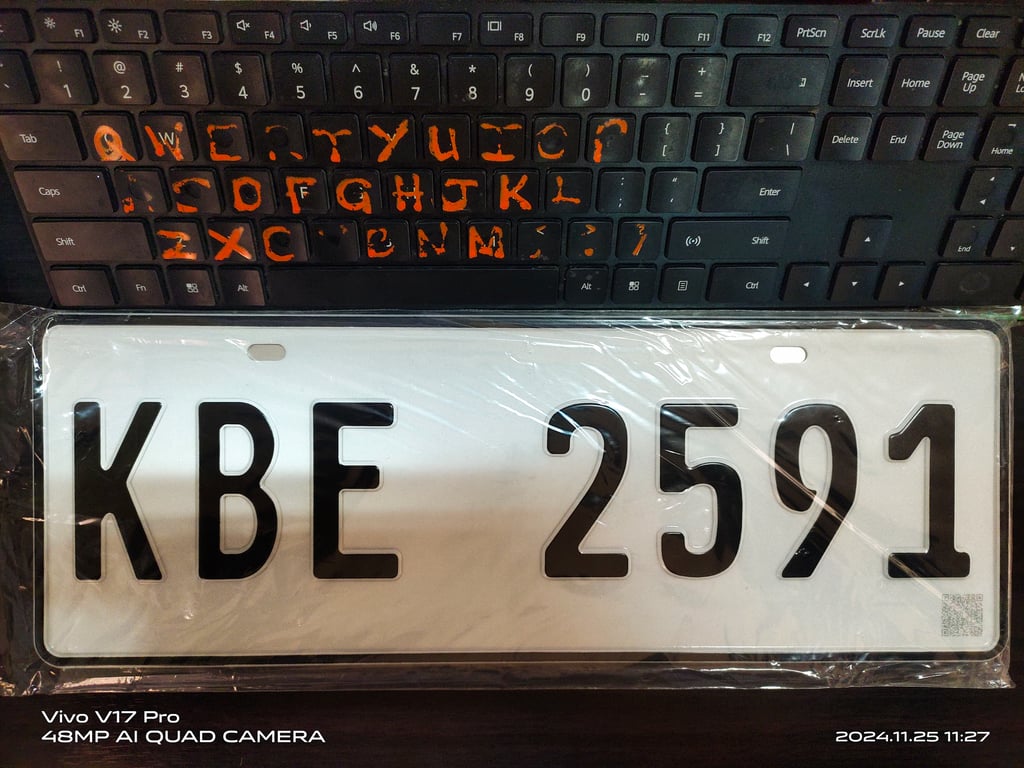 F1 F2 F3 F4 F5 F6 F7 F8 F9 F10 F11 F12 PrtScn ScrLk Pause Clear
! @ # $ % ^ & * ( ) _ +
1 2 3 4 5 6 7 8 9 0 - = Insert Home Page Up
Tab Q W E T Y U I O P { } |
[ ] \ Delete End Page Down Home
Caps S D F G H J K L : "
; ' Enter
Shift Z X C B N M Shift End
Ctrl Fn Alt Alt Ctrl
KBE 2591
Vivo V17 Pro
48MP AI QUAD CAMERA
2024.11.25 11:27